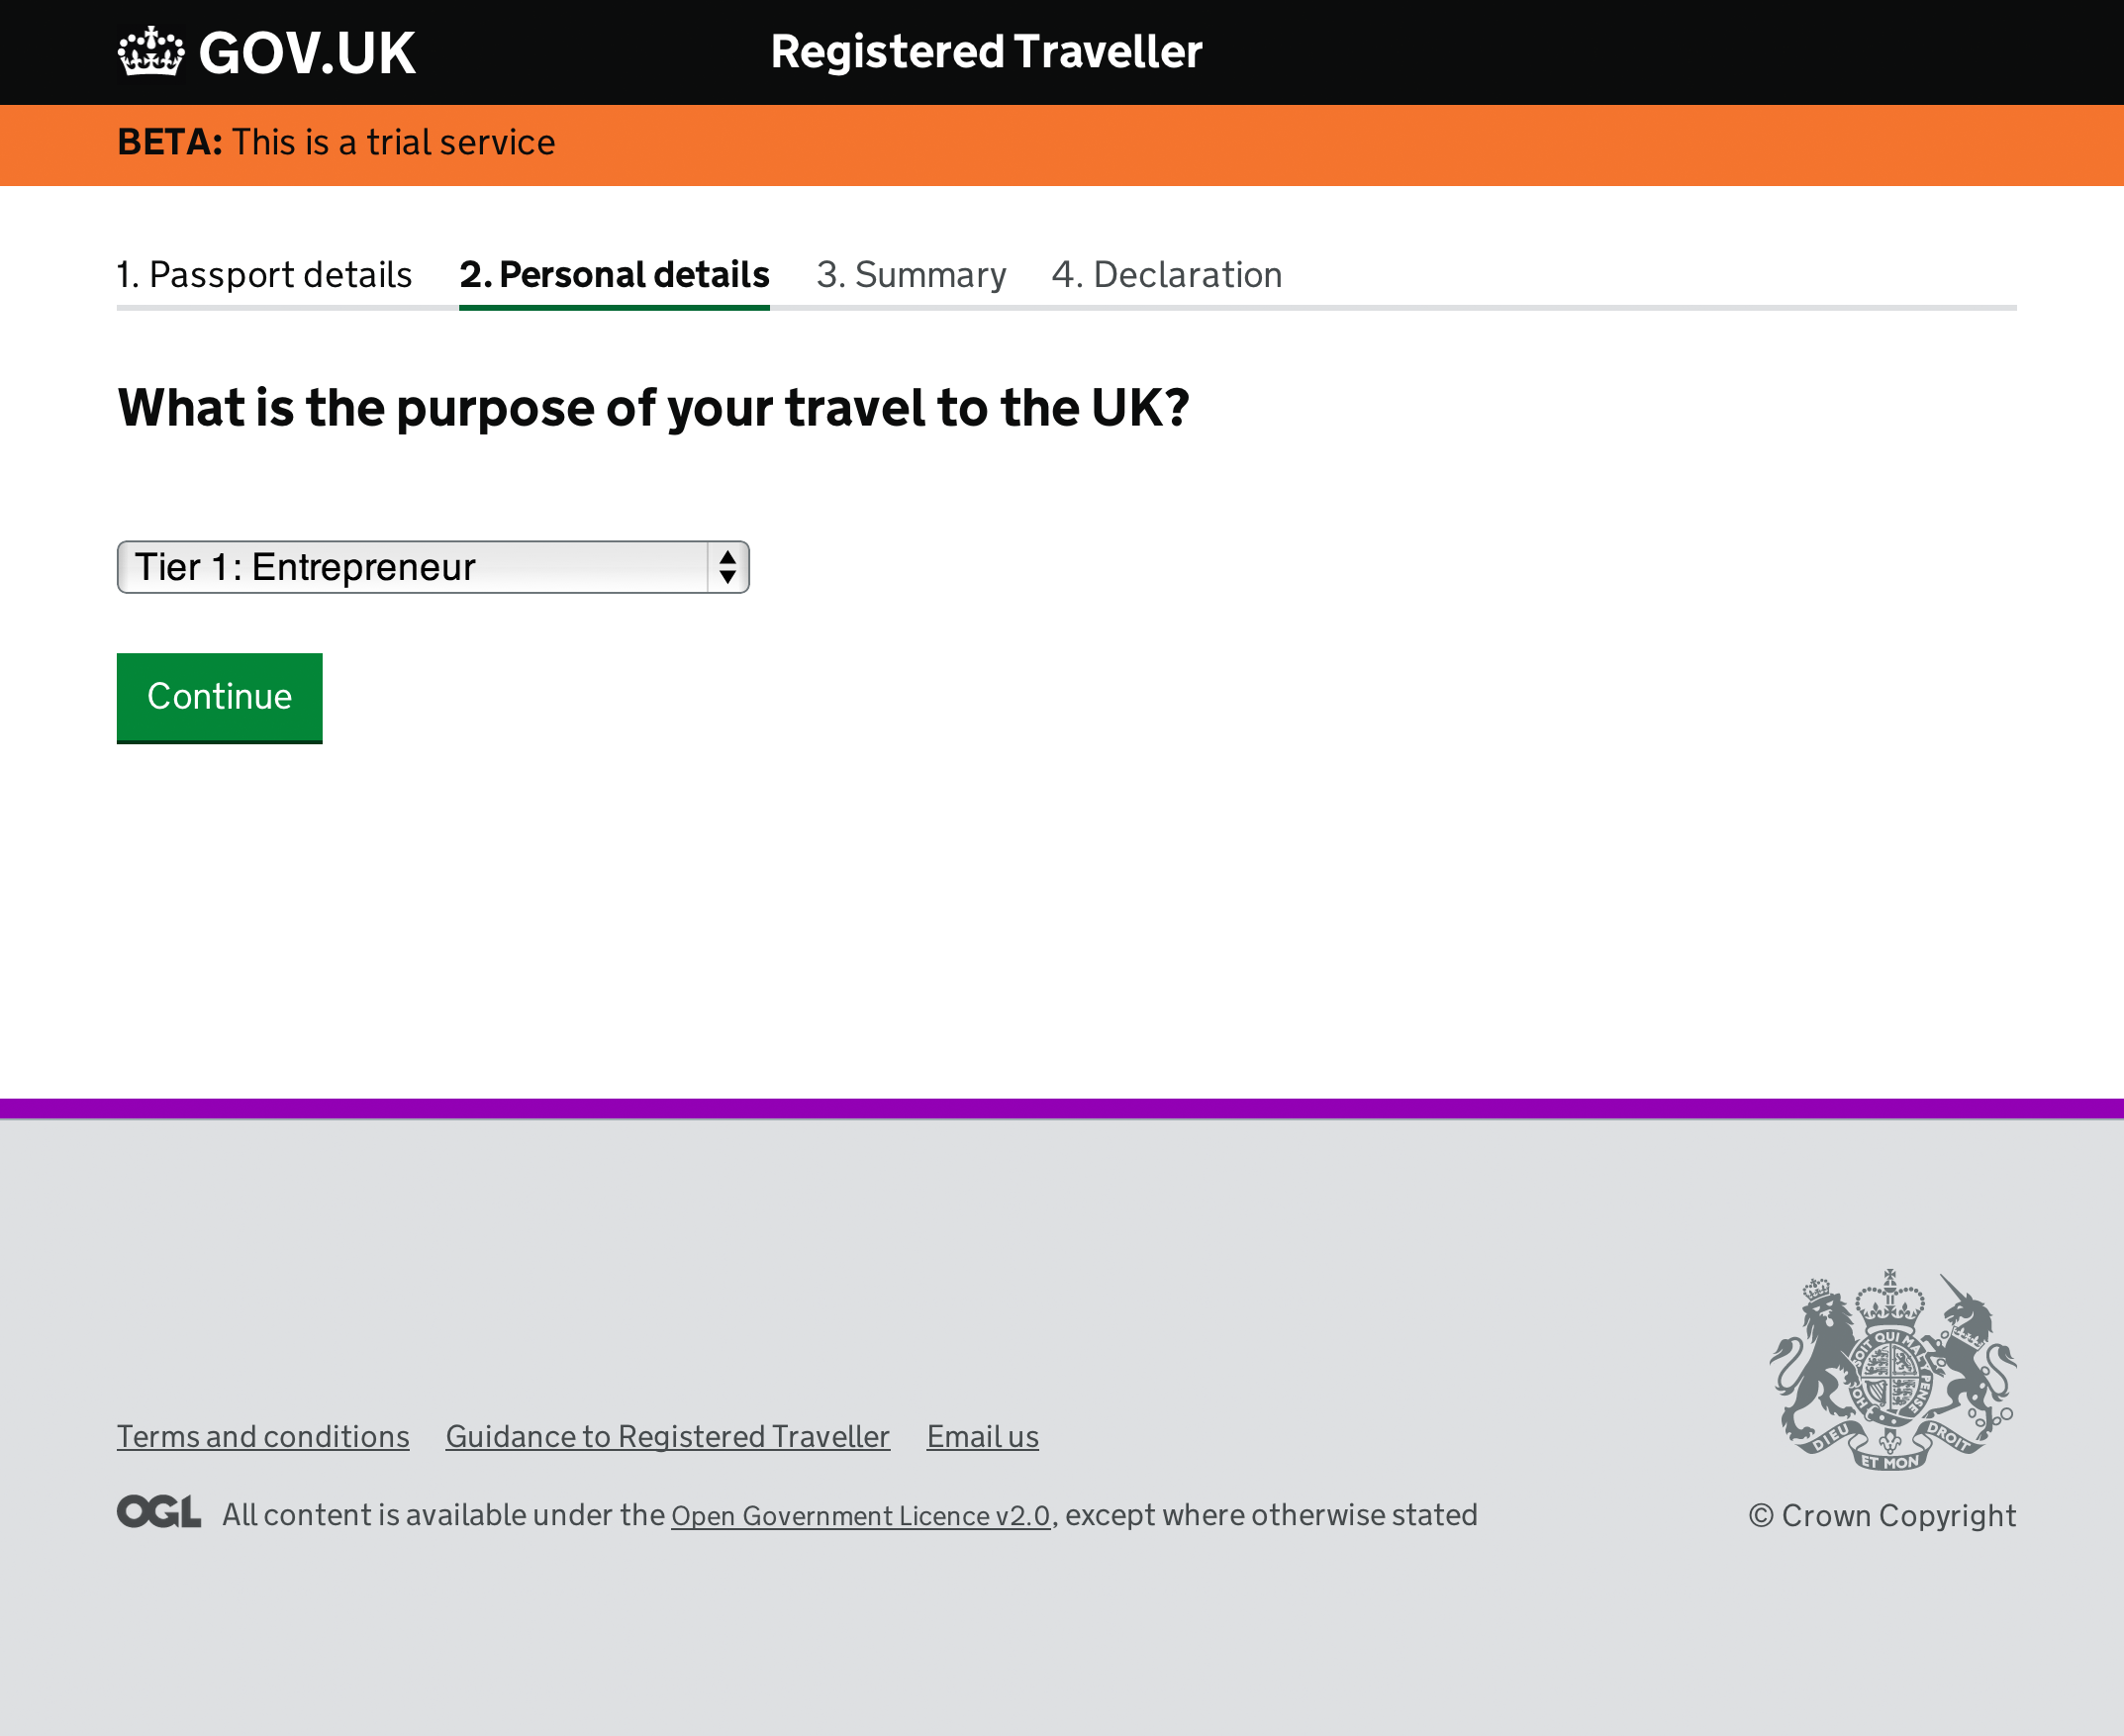 GOV.UK
Registered Traveller
BETA: This is a trial service
1. Passport details 2. Personal details 3. Summary 4. Declaration
What is the purpose of your travel to the UK?
Tier 1: Entrepreneur
Continue
SOIT QUI MAL Y PENSE HON
DIEU ET MON DROIT
Terms and conditions Guidance to Registered Traveller Email us
OGL All content is available under the Open Government Licence v2.0, except where otherwise stated
© Crown Copyright